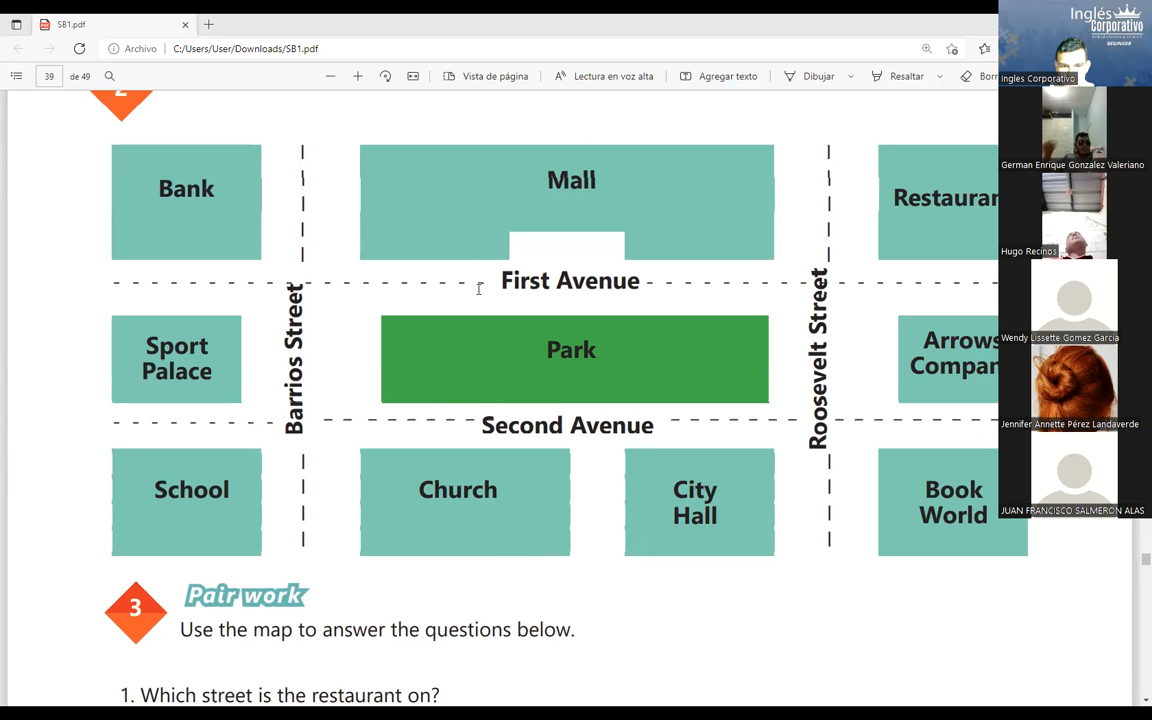 SB1.pdf
Archivo
C:/Users/User/Downloads/SB1.pdf
39
de 49
Vista de página
Lectura en voz alta
Agregar texto
Dibujar
Resaltar
2
Bank
Mall
First Avenue
Barrios Street
Roosevelt Street
Sport
Palace
Park
Second Avenue
School
Church
City
Hall
Book
World
3
Pair work
Use the map to answer the questions below.
1. Which street is the restaurant on?
Inglés
Corporativo
BEGINNER
Ingles Corporativo
German Enrique Gonzalez Valeriano
Hugo Recinos
Wendy Lissette Gomez Garcia
Jennifer Annette Pérez Landaverde
JUAN FRANCISCO SALMERON ALAS